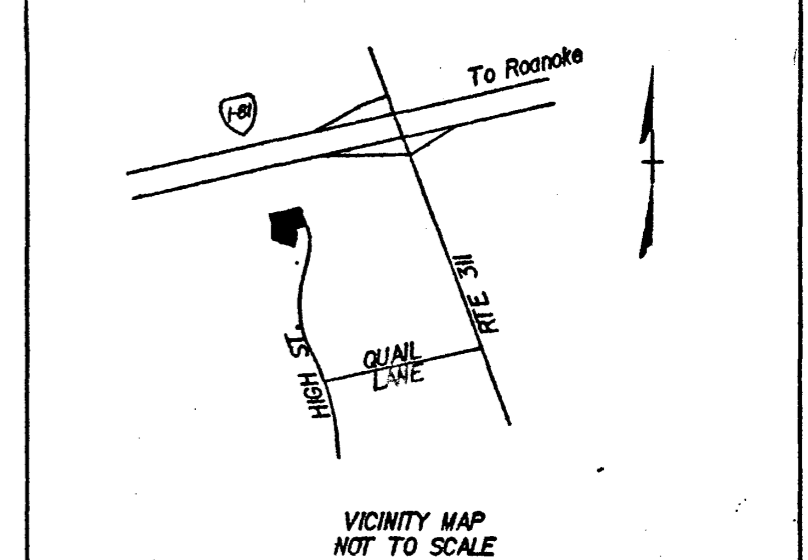 To Roanoke
I-81
RTE 311
HIGH ST.
QUAIL
LANE
VICINITY MAP
NOT TO SCALE